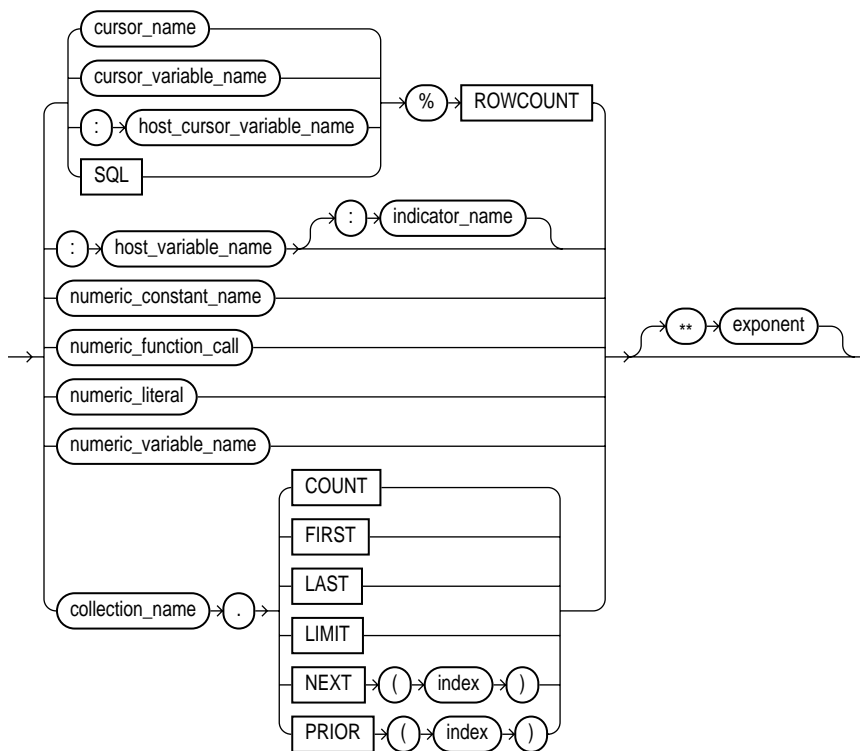 cursor_name
cursor_variable_name
% ROWCOUNT
: host_cursor_variable_name
SQL
: host_variable_name : indicator_name
numeric_constant_name
** exponent
numeric_function_call
numeric_literal
numeric_variable_name
COUNT
FIRST
LAST
collection_name .
LIMIT
NEXT ( index )
PRIOR ( index )